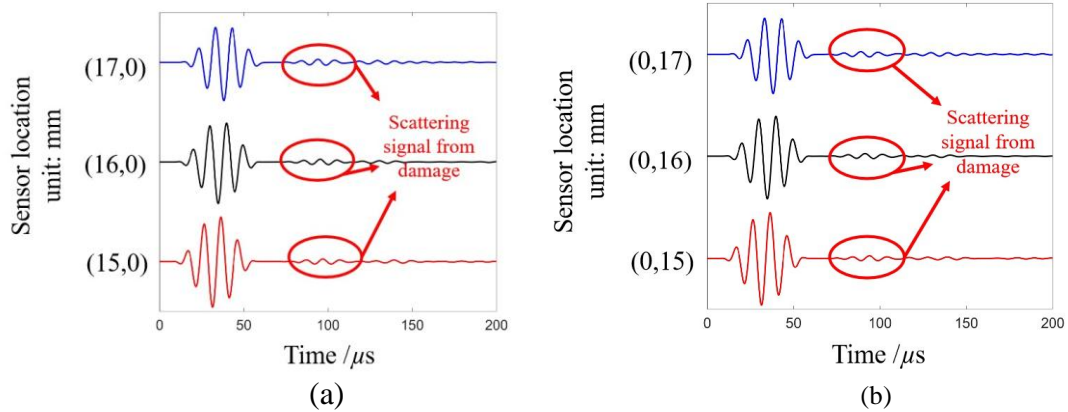 Sensor location
unit: mm
(17,0)
(16,0)
(15,0)
Scattering
signal from
damage
0
50
100
150
200
Time /μs
(a)
Sensor location
unit: mm
(0,17)
(0,16)
(0,15)
Scattering
signal from
damage
0
50
100
150
200
Time /μs
(b)